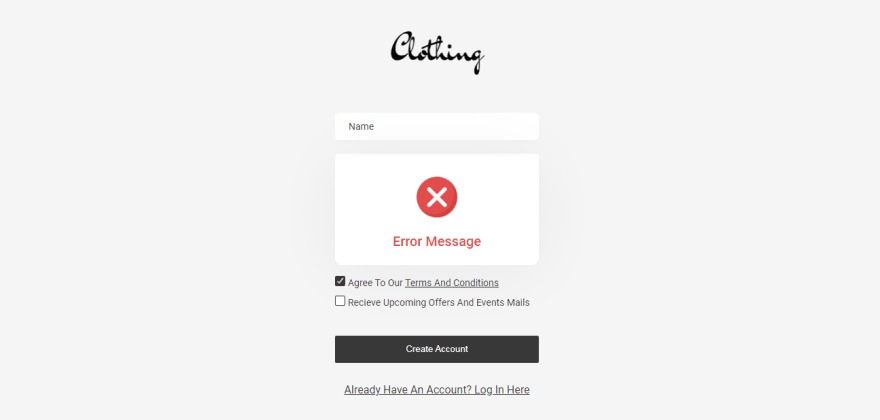 Clothing
Name
Error Message
Agree To Our Terms And Conditions
Recieve Upcoming Offers And Events Mails
Create Account
Already Have An Account? Log In Here